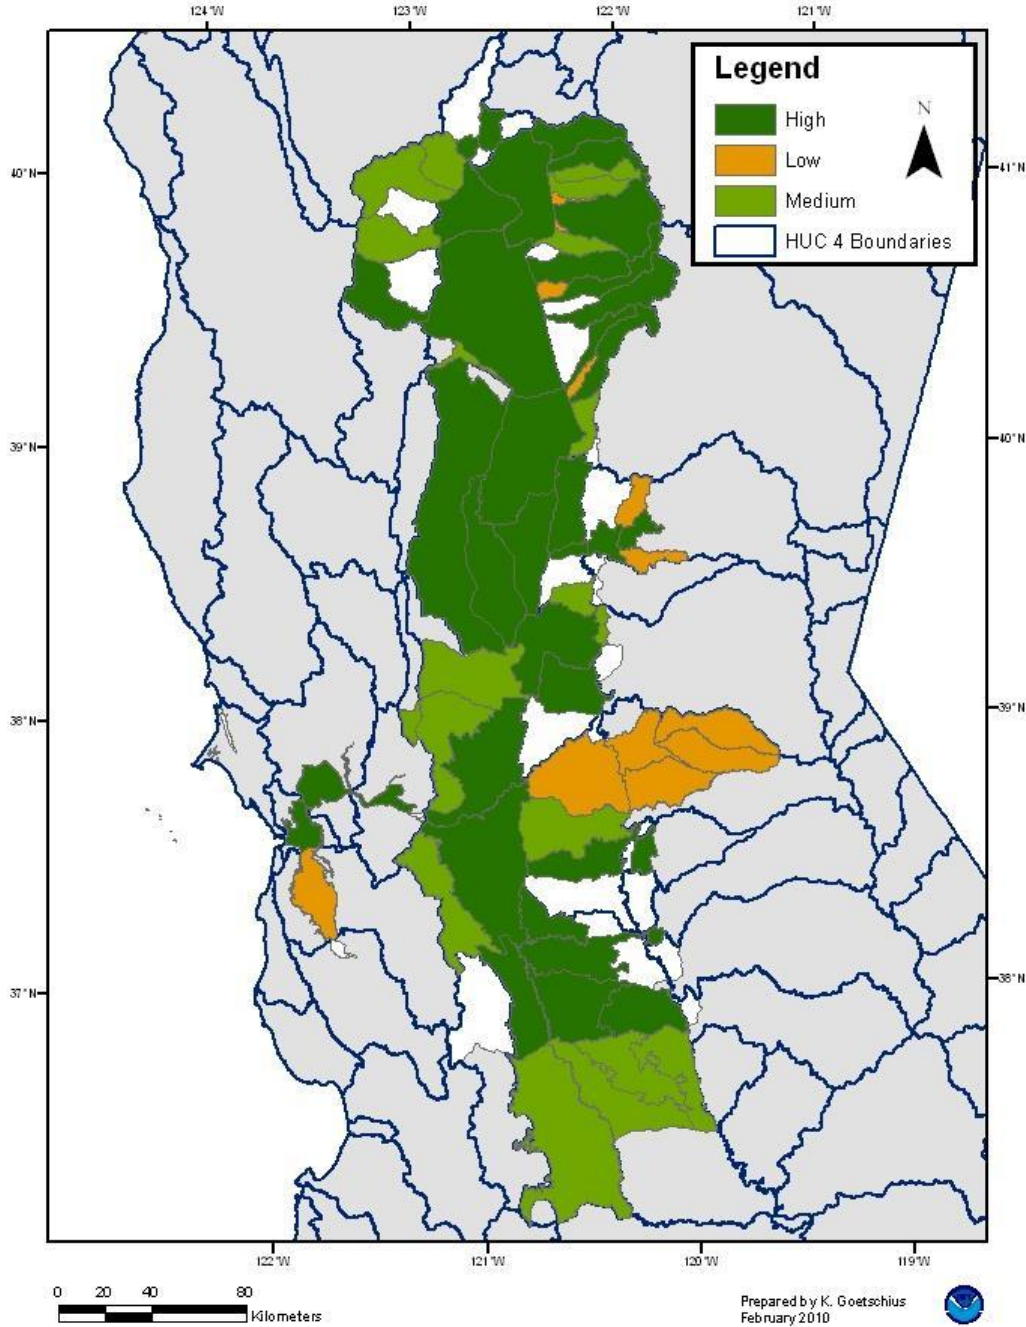 124°W 123°W 122°W 121°W
Legend
High
Low
Medium
HUC 4 Boundaries
N
40°N 41°N
39°N 40°N
38°N 39°N
37°N 38°N
122°W 121°W 120°W 119°W
0 20 40 80
Kilometers
Prepared by K. Goetschius
February 2010